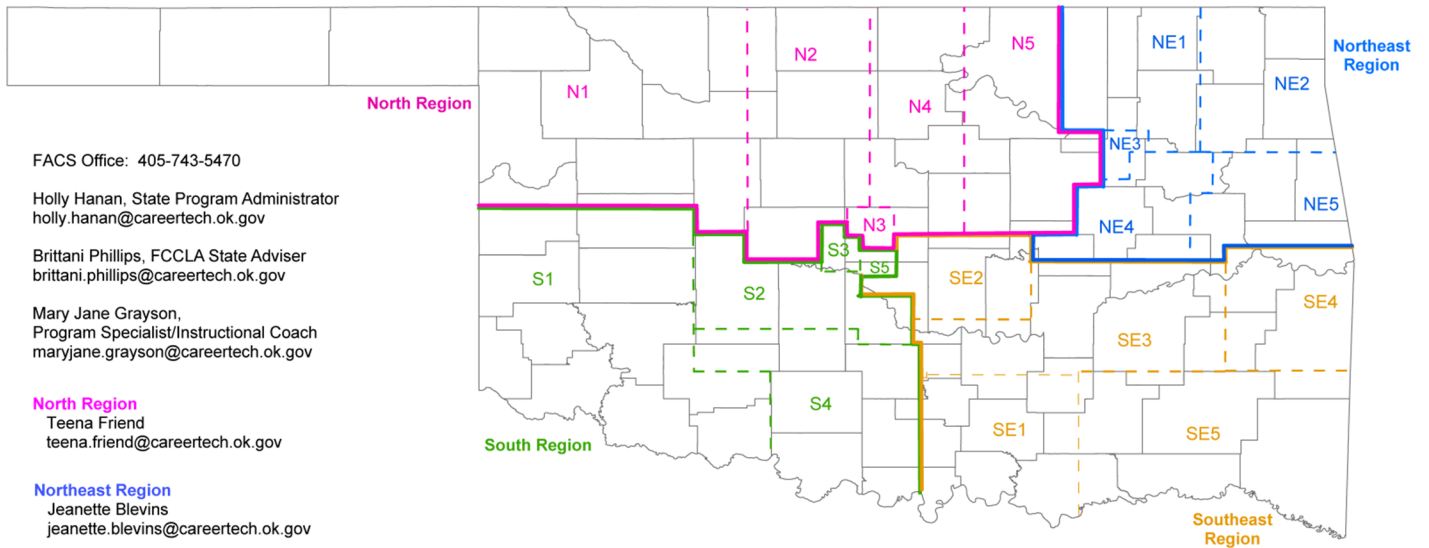 NE1
N5
N2
Northeast
Region
NE2
N1
North Region
N4
NE3
FACS Office:  405-743-5470
Holly Hanan, State Program Administrator
holly.hanan@careertech.ok.gov
NE5
N3
NE4
Brittani Phillips, FCCLA State Adviser
brittani.phillips@careertech.ok.gov
S3
S5
S1
S2
SE2
SE4
Mary Jane Grayson,
Program Specialist/Instructional Coach
maryjane.grayson@careertech.ok.gov
SE3
North Region
Teena Friend
teena.friend@careertech.ok.gov
S4
SE1
SE5
South Region
Northeast Region
Jeanette Blevins
jeanette.blevins@careertech.ok.gov
Southeast
Region